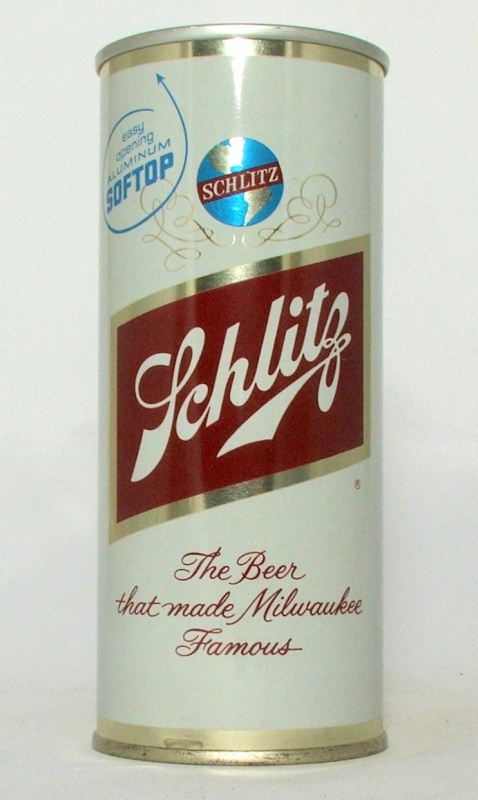 easy
opening
ALUMINUM
SOFTOP
SCHLITZ
Schlitz
®
The Beer
that made Milwaukee
Famous